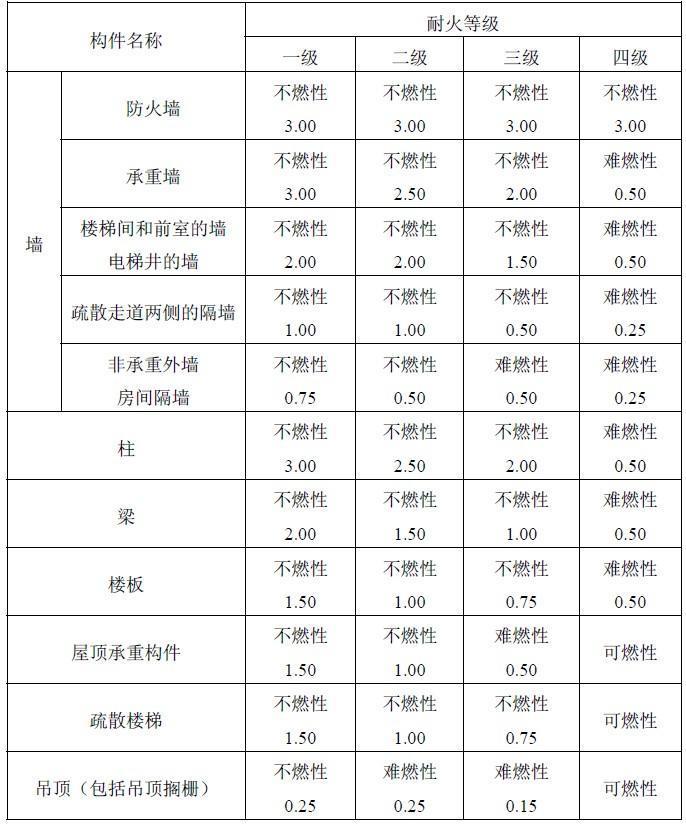 构件名称
耐火等级
一级 二级 三级 四级
墙
防火墙
不燃性 不燃性 不燃性 不燃性
3.00 3.00 3.00 3.00
承重墙
不燃性 不燃性 不燃性 难燃性
3.00 2.50 2.00 0.50
楼梯间和前室的墙
电梯井的墙
不燃性 不燃性 不燃性 难燃性
2.00 2.00 1.50 0.50
疏散走道两侧的隔墙
不燃性 不燃性 不燃性 难燃性
1.00 1.00 0.50 0.25
非承重外墙
房间隔墙
不燃性 不燃性 难燃性 难燃性
0.75 0.50 0.50 0.25
柱
不燃性 不燃性 不燃性 难燃性
3.00 2.50 2.00 0.50
梁
不燃性 不燃性 不燃性 难燃性
2.00 1.50 1.00 0.50
楼板
不燃性 不燃性 不燃性 难燃性
1.50 1.00 0.75 0.50
屋顶承重构件
不燃性 不燃性 难燃性 可燃性
1.50 1.00 0.50
疏散楼梯
不燃性 不燃性 不燃性 可燃性
1.50 1.00 0.75
吊顶（包括吊顶搁栅）
不燃性 难燃性 难燃性 可燃性
0.25 0.25 0.15